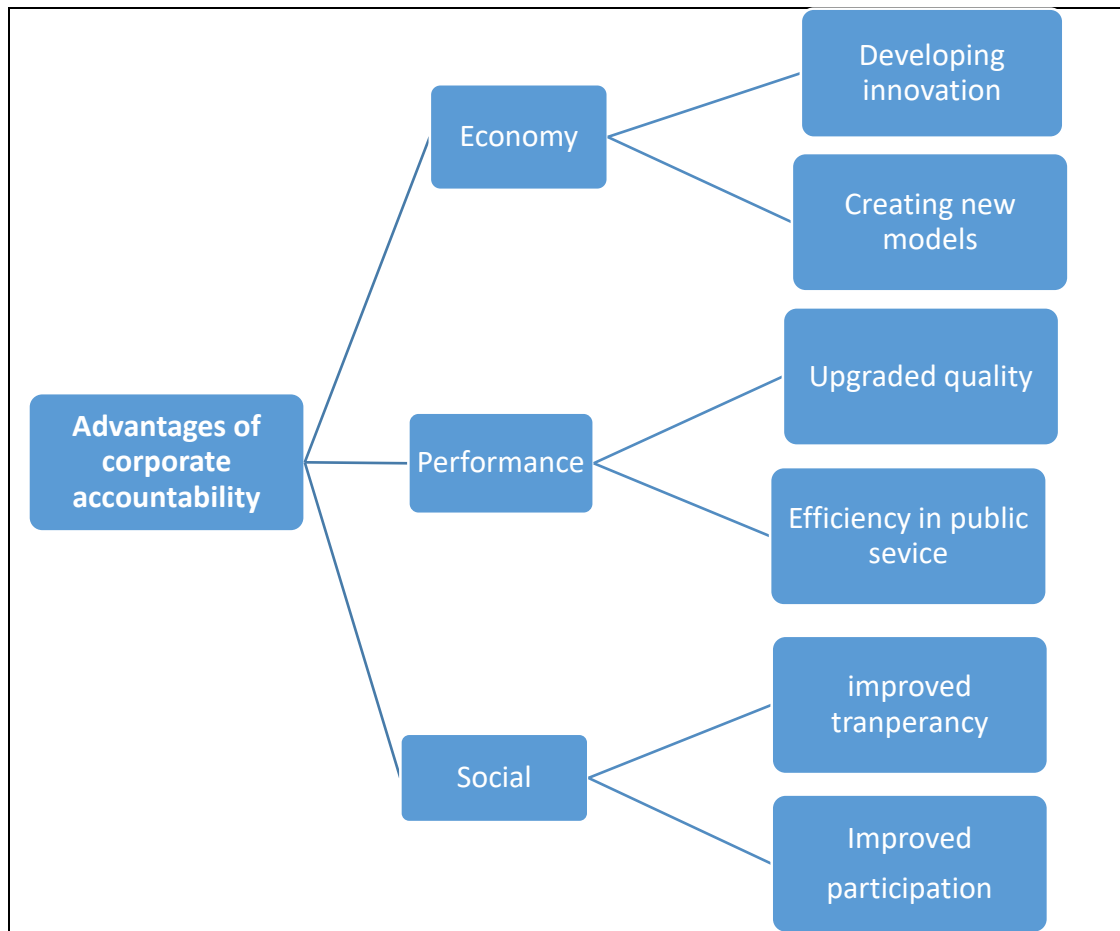 Advantages of
corporate
accountability
Economy
Developing
innovation
Creating new
models
Performance
Upgraded quality
Efficiency in public
sevice
Social
improved
tranperancy
Improved
participation